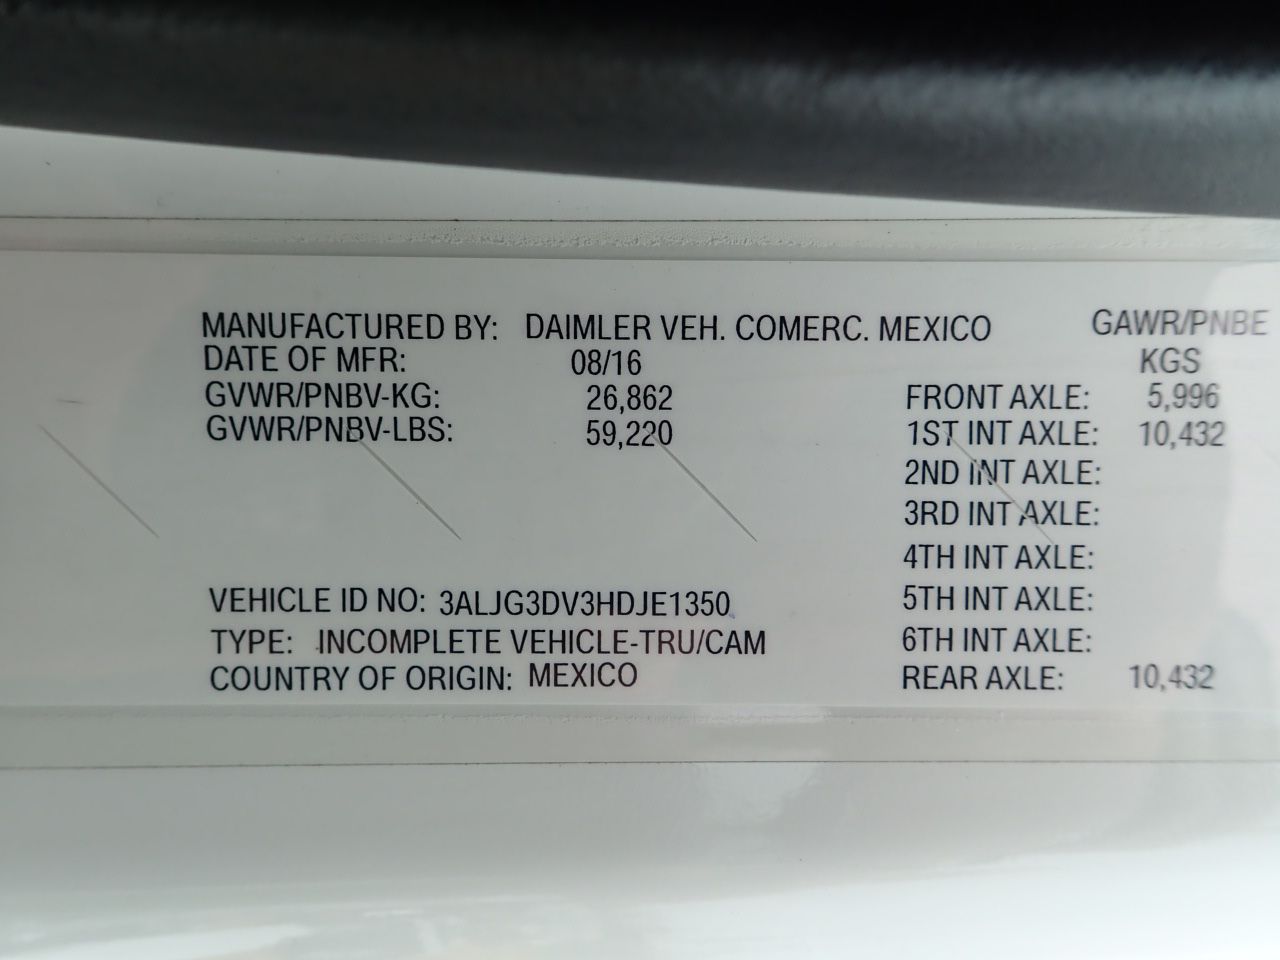 MANUFACTURED BY: DAIMLER VEH. COMERC. MEXICO GAWR/PNBE
DATE OF MFR: 08/16 KGS
GVWR/PNBV-KG: 26,862 FRONT AXLE: 5,996
GVWR/PNBV-LBS: 59,220 1ST INT AXLE: 10,432
2ND INT AXLE:
3RD INT AXLE:
4TH INT AXLE:
VEHICLE ID NO: 3ALJG3DV3HDJE1350 5TH INT AXLE:
TYPE: INCOMPLETE VEHICLE-TRU/CAM 6TH INT AXLE:
COUNTRY OF ORIGIN: MEXICO REAR AXLE: 10,432